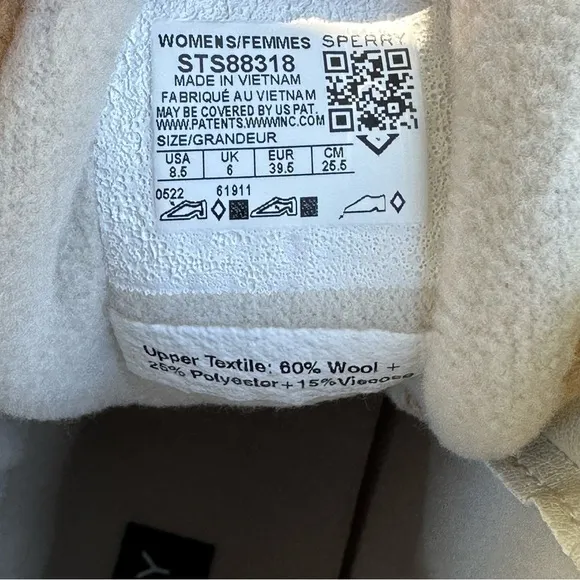 WOMENS/FEMMES SPERRY
STS88318
MADE IN VIETNAM
FABRIQUÉ AU VIETNAM
MAY BE COVERED BY US PAT.
WWW.PATENTS.WWWINC.COM
SIZE/GRANDEUR
USA UK EUR CM
8.5 6 39.5 25.5
0522 61911
Upper Textile: 60% Wool +
25% Polyester+15%Viscose
Y